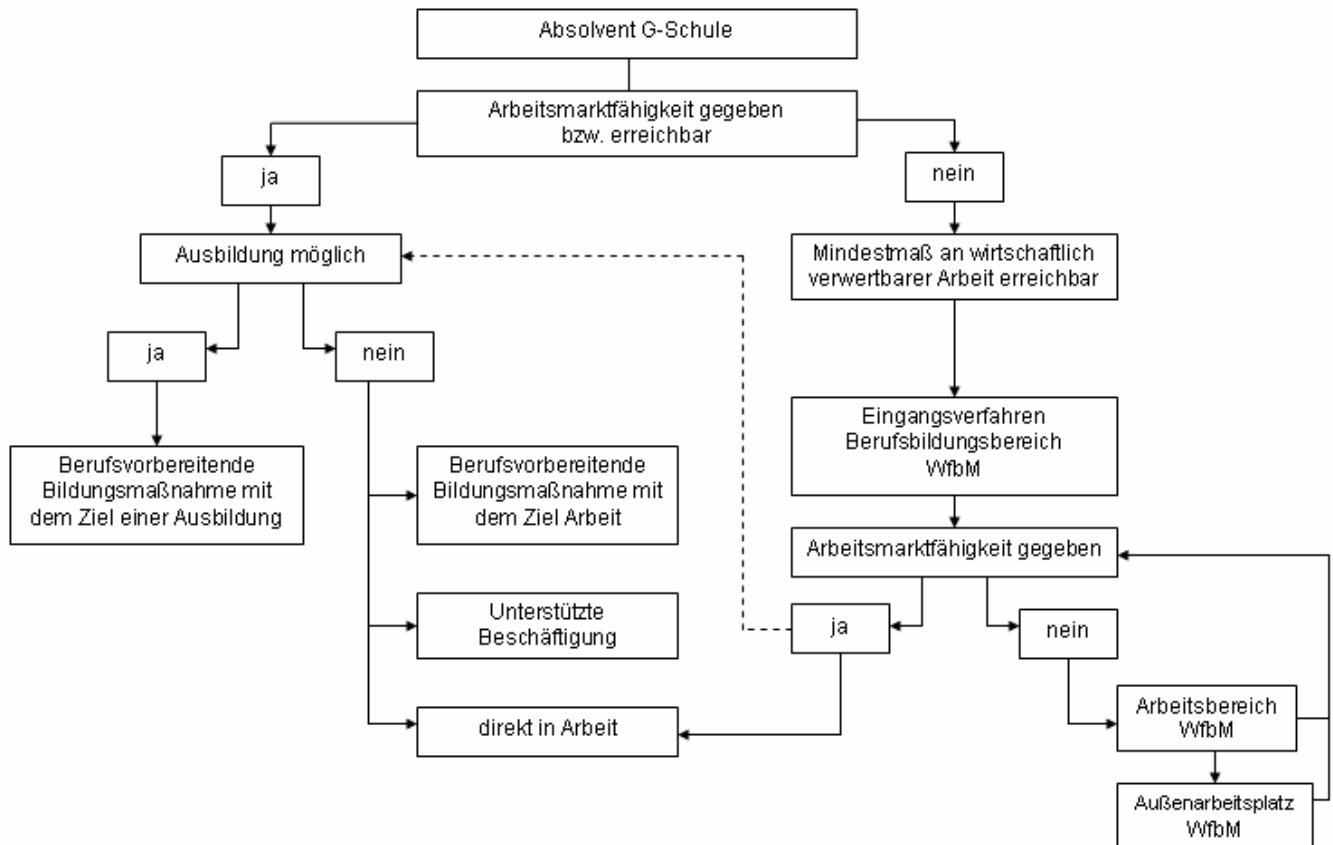 Absolvent G-Schule
Arbeitsmarktfähigkeit gegeben
bzw. erreichbar
ja
nein
Ausbildung möglich
Mindestmaß an wirtschaftlich
verwertbarer Arbeit erreichbar
ja
nein
Eingangsverfahren
Berufsbildungsbereich
WfbM
Berufsvorbereitende
Bildungsmaßnahme mit
dem Ziel einer Ausbildung
Berufsvorbereitende
Bildungsmaßnahme mit
dem Ziel Arbeit
Arbeitsmarktfähigkeit gegeben
Unterstützte
Beschäftigung
ja
nein
direkt in Arbeit
Arbeitsbereich
WfbM
Außenarbeitsplatz
WfbM